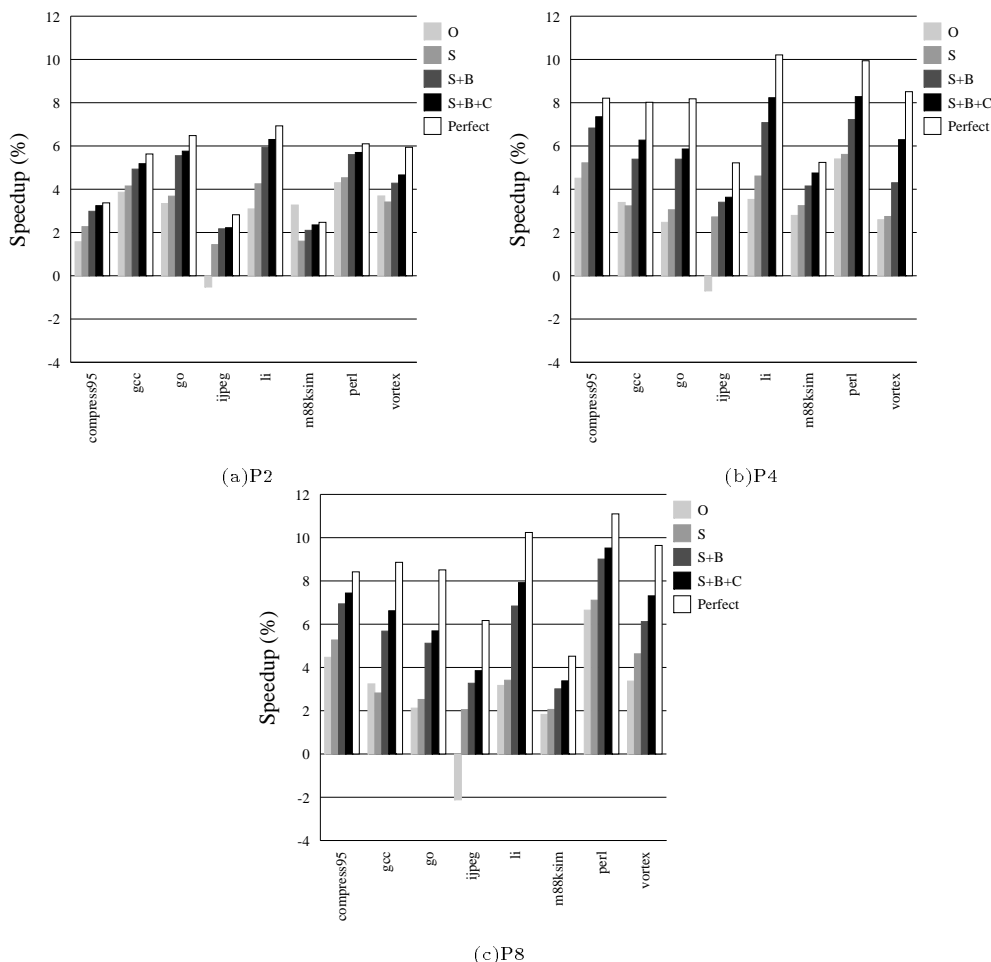 12
10
8
6
4
2
0
-2
-4
Speedup (%)
O
S
S+B
S+B+C
Perfect
compress95
gcc
go
ijpeg
li
m88ksim
perl
vortex
(a)P2
12
10
8
6
4
2
0
-2
-4
Speedup (%)
O
S
S+B
S+B+C
Perfect
compress95
gcc
go
ijpeg
li
m88ksim
perl
vortex
(b)P4
12
10
8
6
4
2
0
-2
-4
Speedup (%)
O
S
S+B
S+B+C
Perfect
compress95
gcc
go
ijpeg
li
m88ksim
perl
vortex
(c)P8